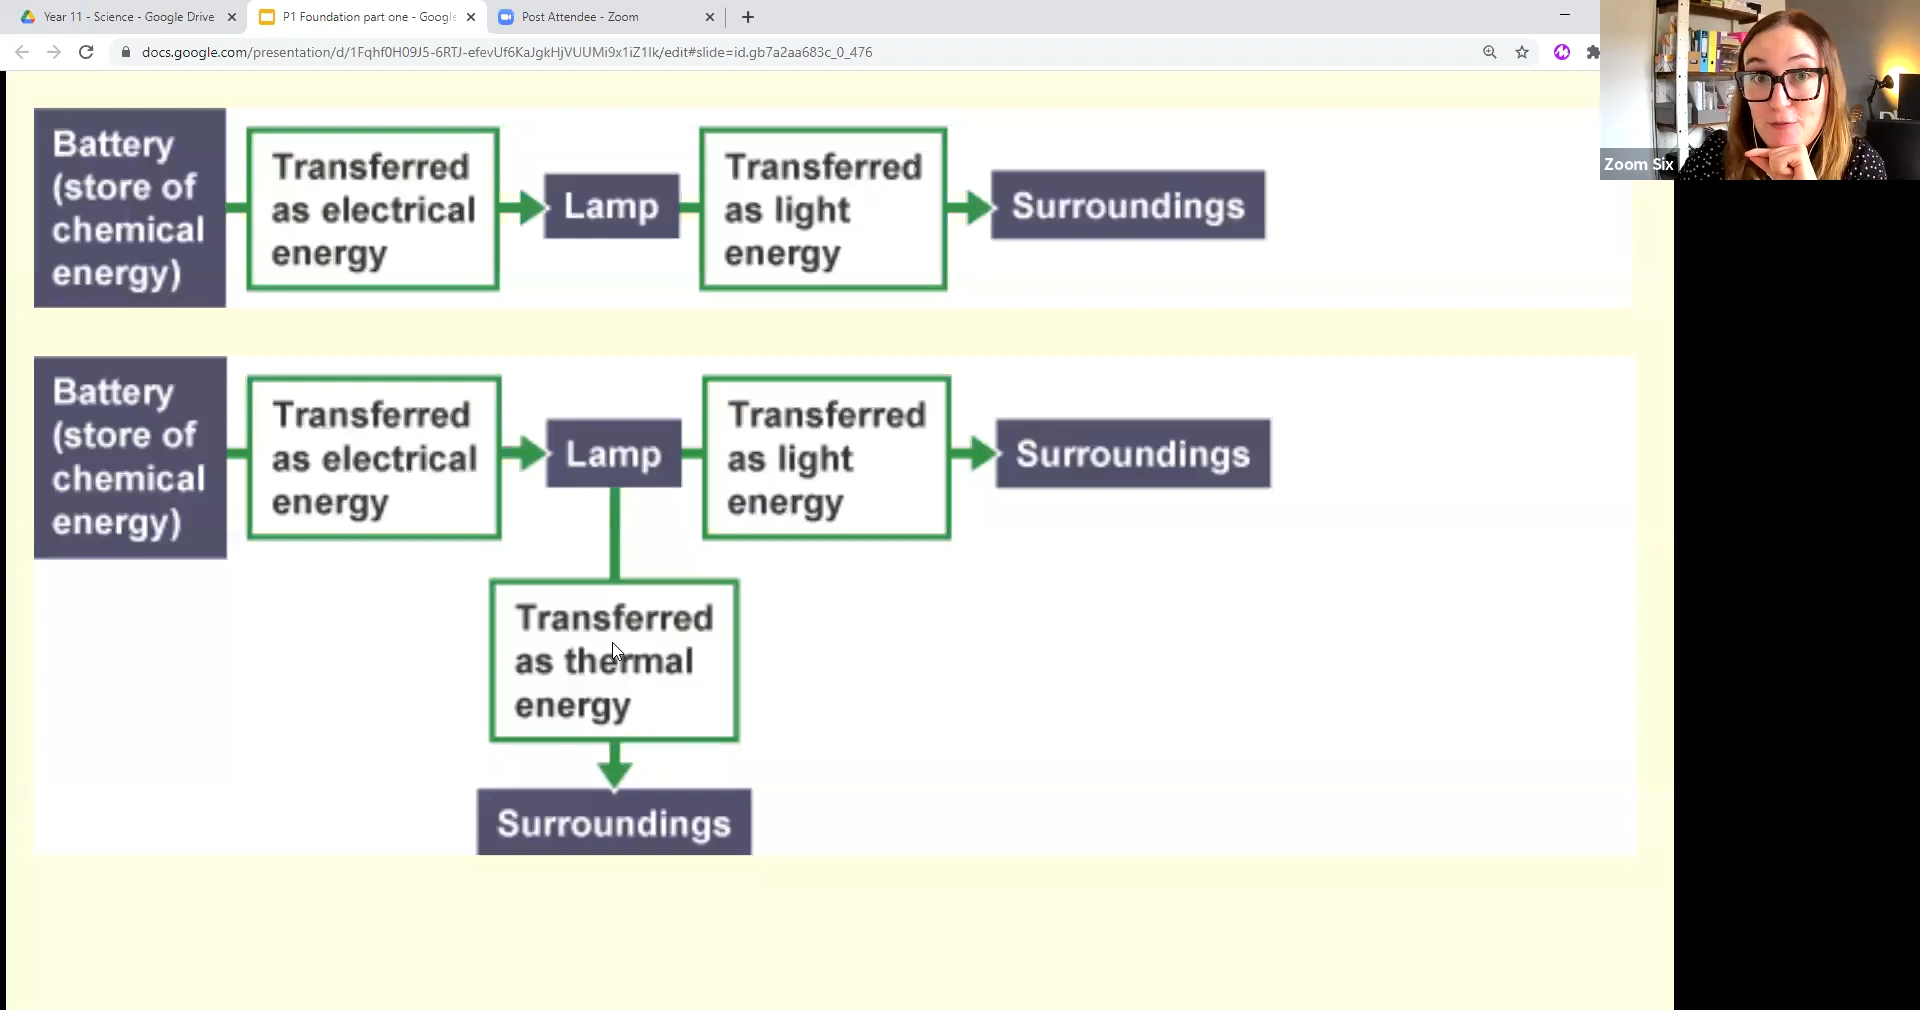 Year 11 - Science - Google Drive
P1 Foundation part one - Google
Post Attendee - Zoom
docs.google.com/presentation/d/1Fqhf0H09J5-6RTJ-efevUf6KaJgkHjVUUMi9x1iZ1lk/edit#slide=id.gb7a2aa683c_0_476
Zoom Six
Battery
(store of
chemical
energy)
Transferred
as electrical
energy
Lamp
Transferred
as light
energy
Surroundings
Battery
(store of
chemical
energy)
Transferred
as electrical
energy
Lamp
Transferred
as light
energy
Surroundings
Transferred
as thermal
energy
Surroundings